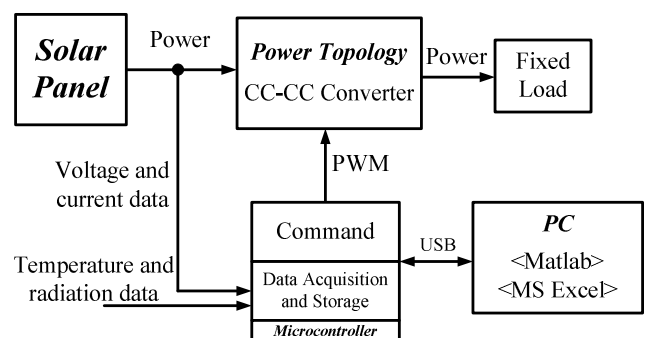 Solar
Panel
Power
Power Topology
CC-CC Converter
Power
Fixed
Load
Voltage and
current data
PWM
Command
Temperature and
radiation data
Data Acquisition
and Storage
Microcontroller
USB
PC
<Matlab>
<MS Excel>